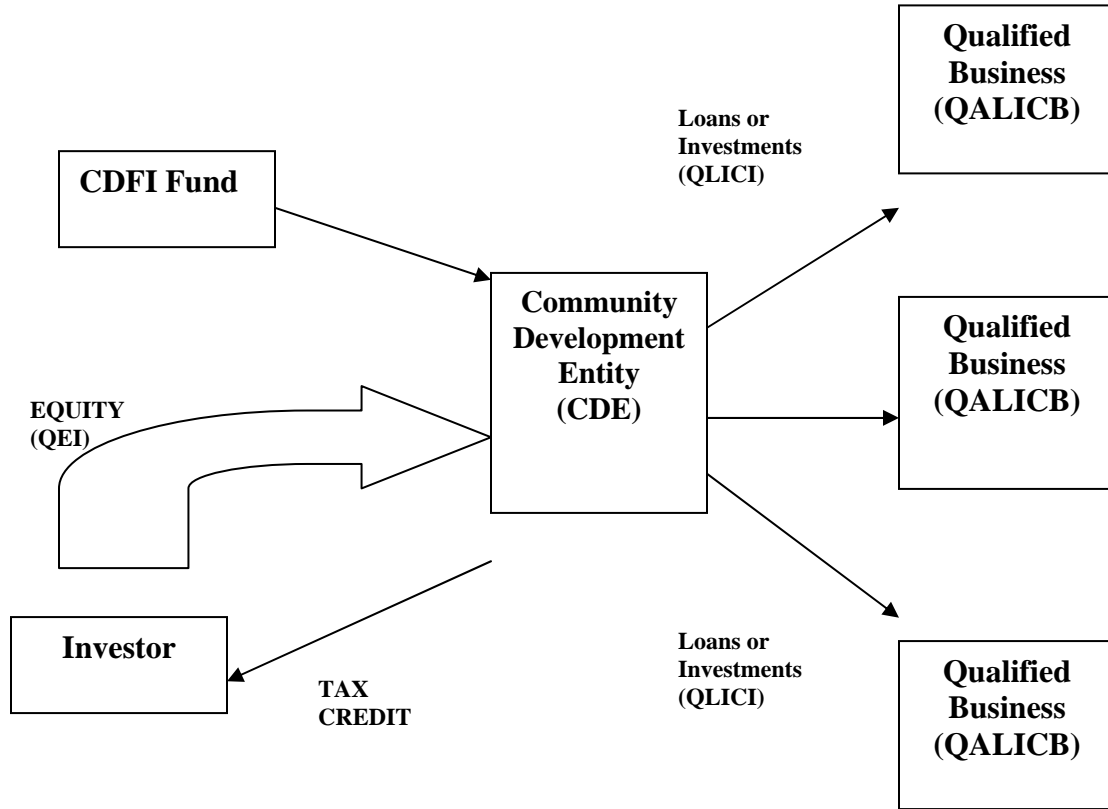 CDFI Fund
EQUITY
(QEI)
Investor
TAX
CREDIT
Community
Development
Entity
(CDE)
Loans or
Investments
(QLICI)
Qualified
Business
(QALICB)
Qualified
Business
(QALICB)
Loans or
Investments
(QLICI)
Qualified
Business
(QALICB)